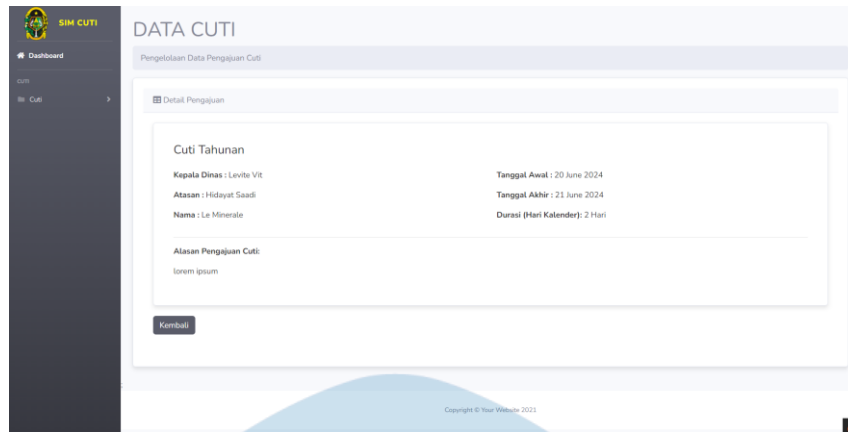 SIM CUTI
Dashboard
CUTI
Cuti
DATA CUTI
Pengelolaan Data Pengajuan Cuti
Detail Pengajuan
Cuti Tahunan
Kepala Dinas : Levite Vit
Tanggal Awal : 20 June 2024
Atasan : Hidayat Saadi
Tanggal Akhir : 21 June 2024
Nama : Le Minerale
Durasi (Hari Kalender): 2 Hari
Alasan Pengajuan Cuti:
lorem ipsum
Kembali
Copyright © Your Website 2021